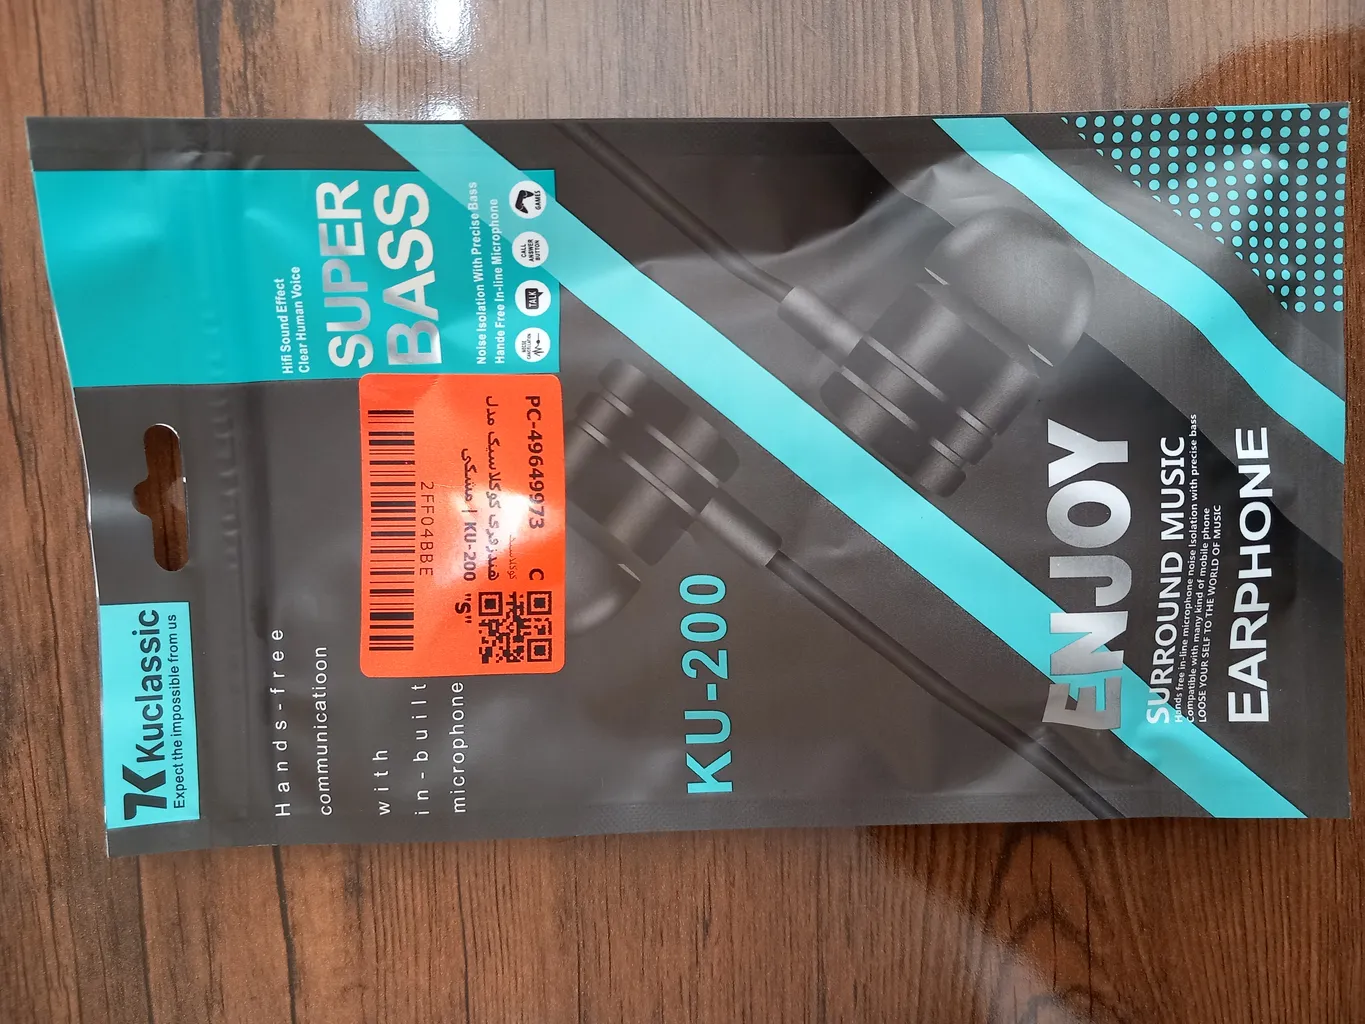 Kuclassic
Expect the impossible from us
Hifi Sound Effect
Clear Human Voice
SUPER
BASS
Noise Isolation With Precise Bass
Hande Free In-line Microphone
NOISE
CANCELLATION
TALK
CALL
ANSWER
BUTTON
GAMES
Hands-free
communication
with
in-built
microphone
PC-49649973 C
هندزفری کوکلاسیک مدل
KU-200 | مشکی
"S"
2FF04BBE
KU-200
ENJOY
SURROUND MUSIC
Hands free in-line microphone noise isolation with precise bass
Compatible with many kind of mobile phone
LOOSE YOUR SELF TO THE WORLD OF MUSIC
EARPHONE